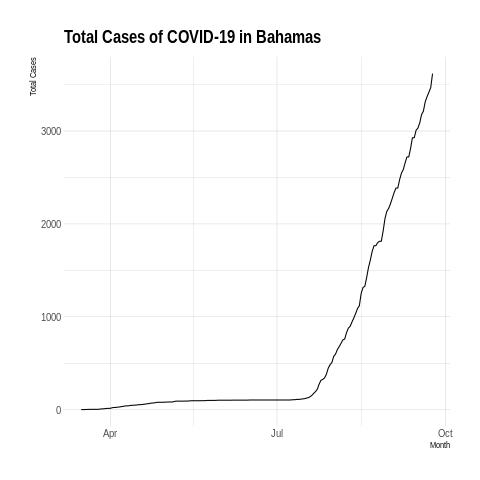 Total Cases of COVID-19 in Bahamas
Total Cases
3000
2000
1000
0
Apr
Jul
Oct
Month